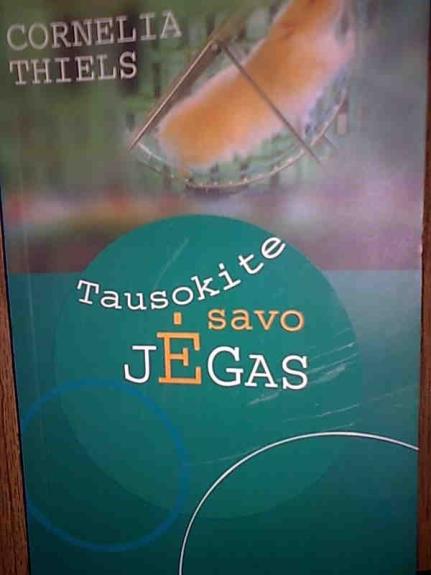 CORNELIA
THIELS
Tausokite
savo
JĖGAS